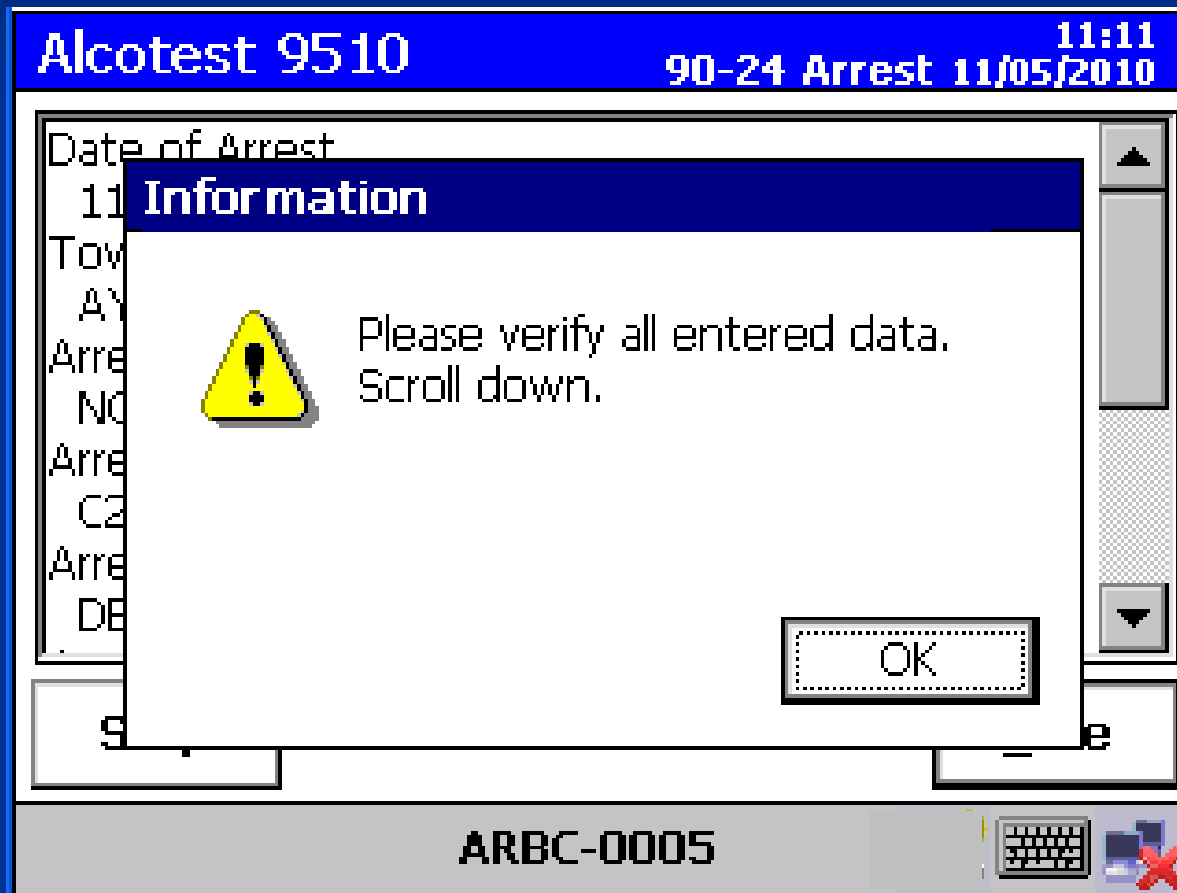 Alcotest 9510
11:11
90-24 Arrest 11/05/2010
Date of Arrest
11
Information
Please verify all entered data.
Scroll down.
OK
ARBC-0005